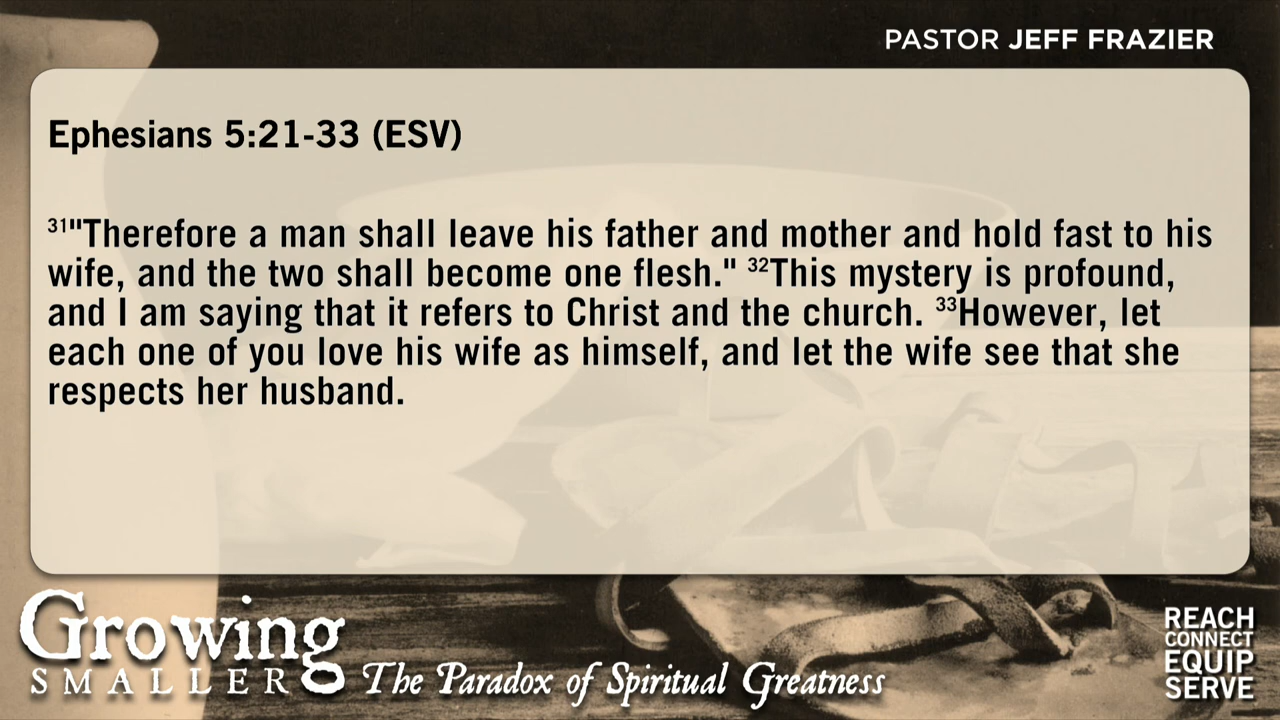 PASTOR JEFF FRAZIER
Ephesians 5:21-33 (ESV)
31"Therefore a man shall leave his father and mother and hold fast to his
wife, and the two shall become one flesh." 32This mystery is profound,
and I am saying that it refers to Christ and the church. 33However, let
each one of you love his wife as himself, and let the wife see that she
respects her husband.
Growing
SMALLER
The Paradox of Spiritual Greatness
REACH
CONNECT
EQUIP
SERVE